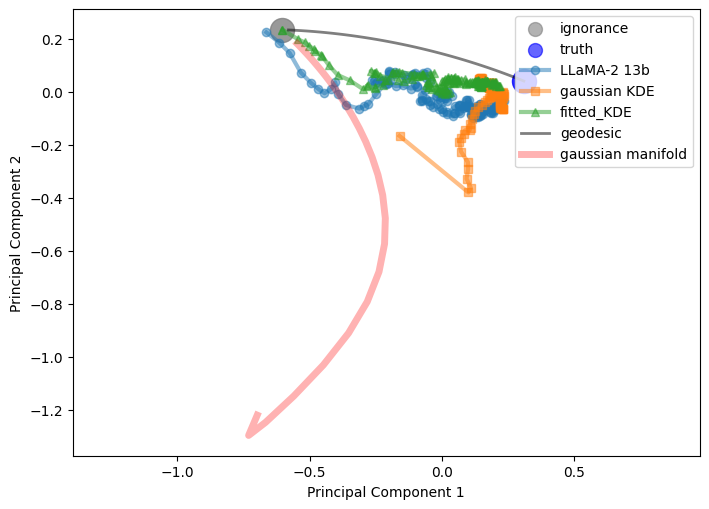 ignorance
truth
LLaMA-2 13b
gaussian KDE
fitted_KDE
geodesic
gaussian manifold
0.2
0.0
−0.2
−0.4
−0.6
−0.8
−1.0
−1.2
Principal Component 2
−1.0
−0.5
0.0
0.5
Principal Component 1